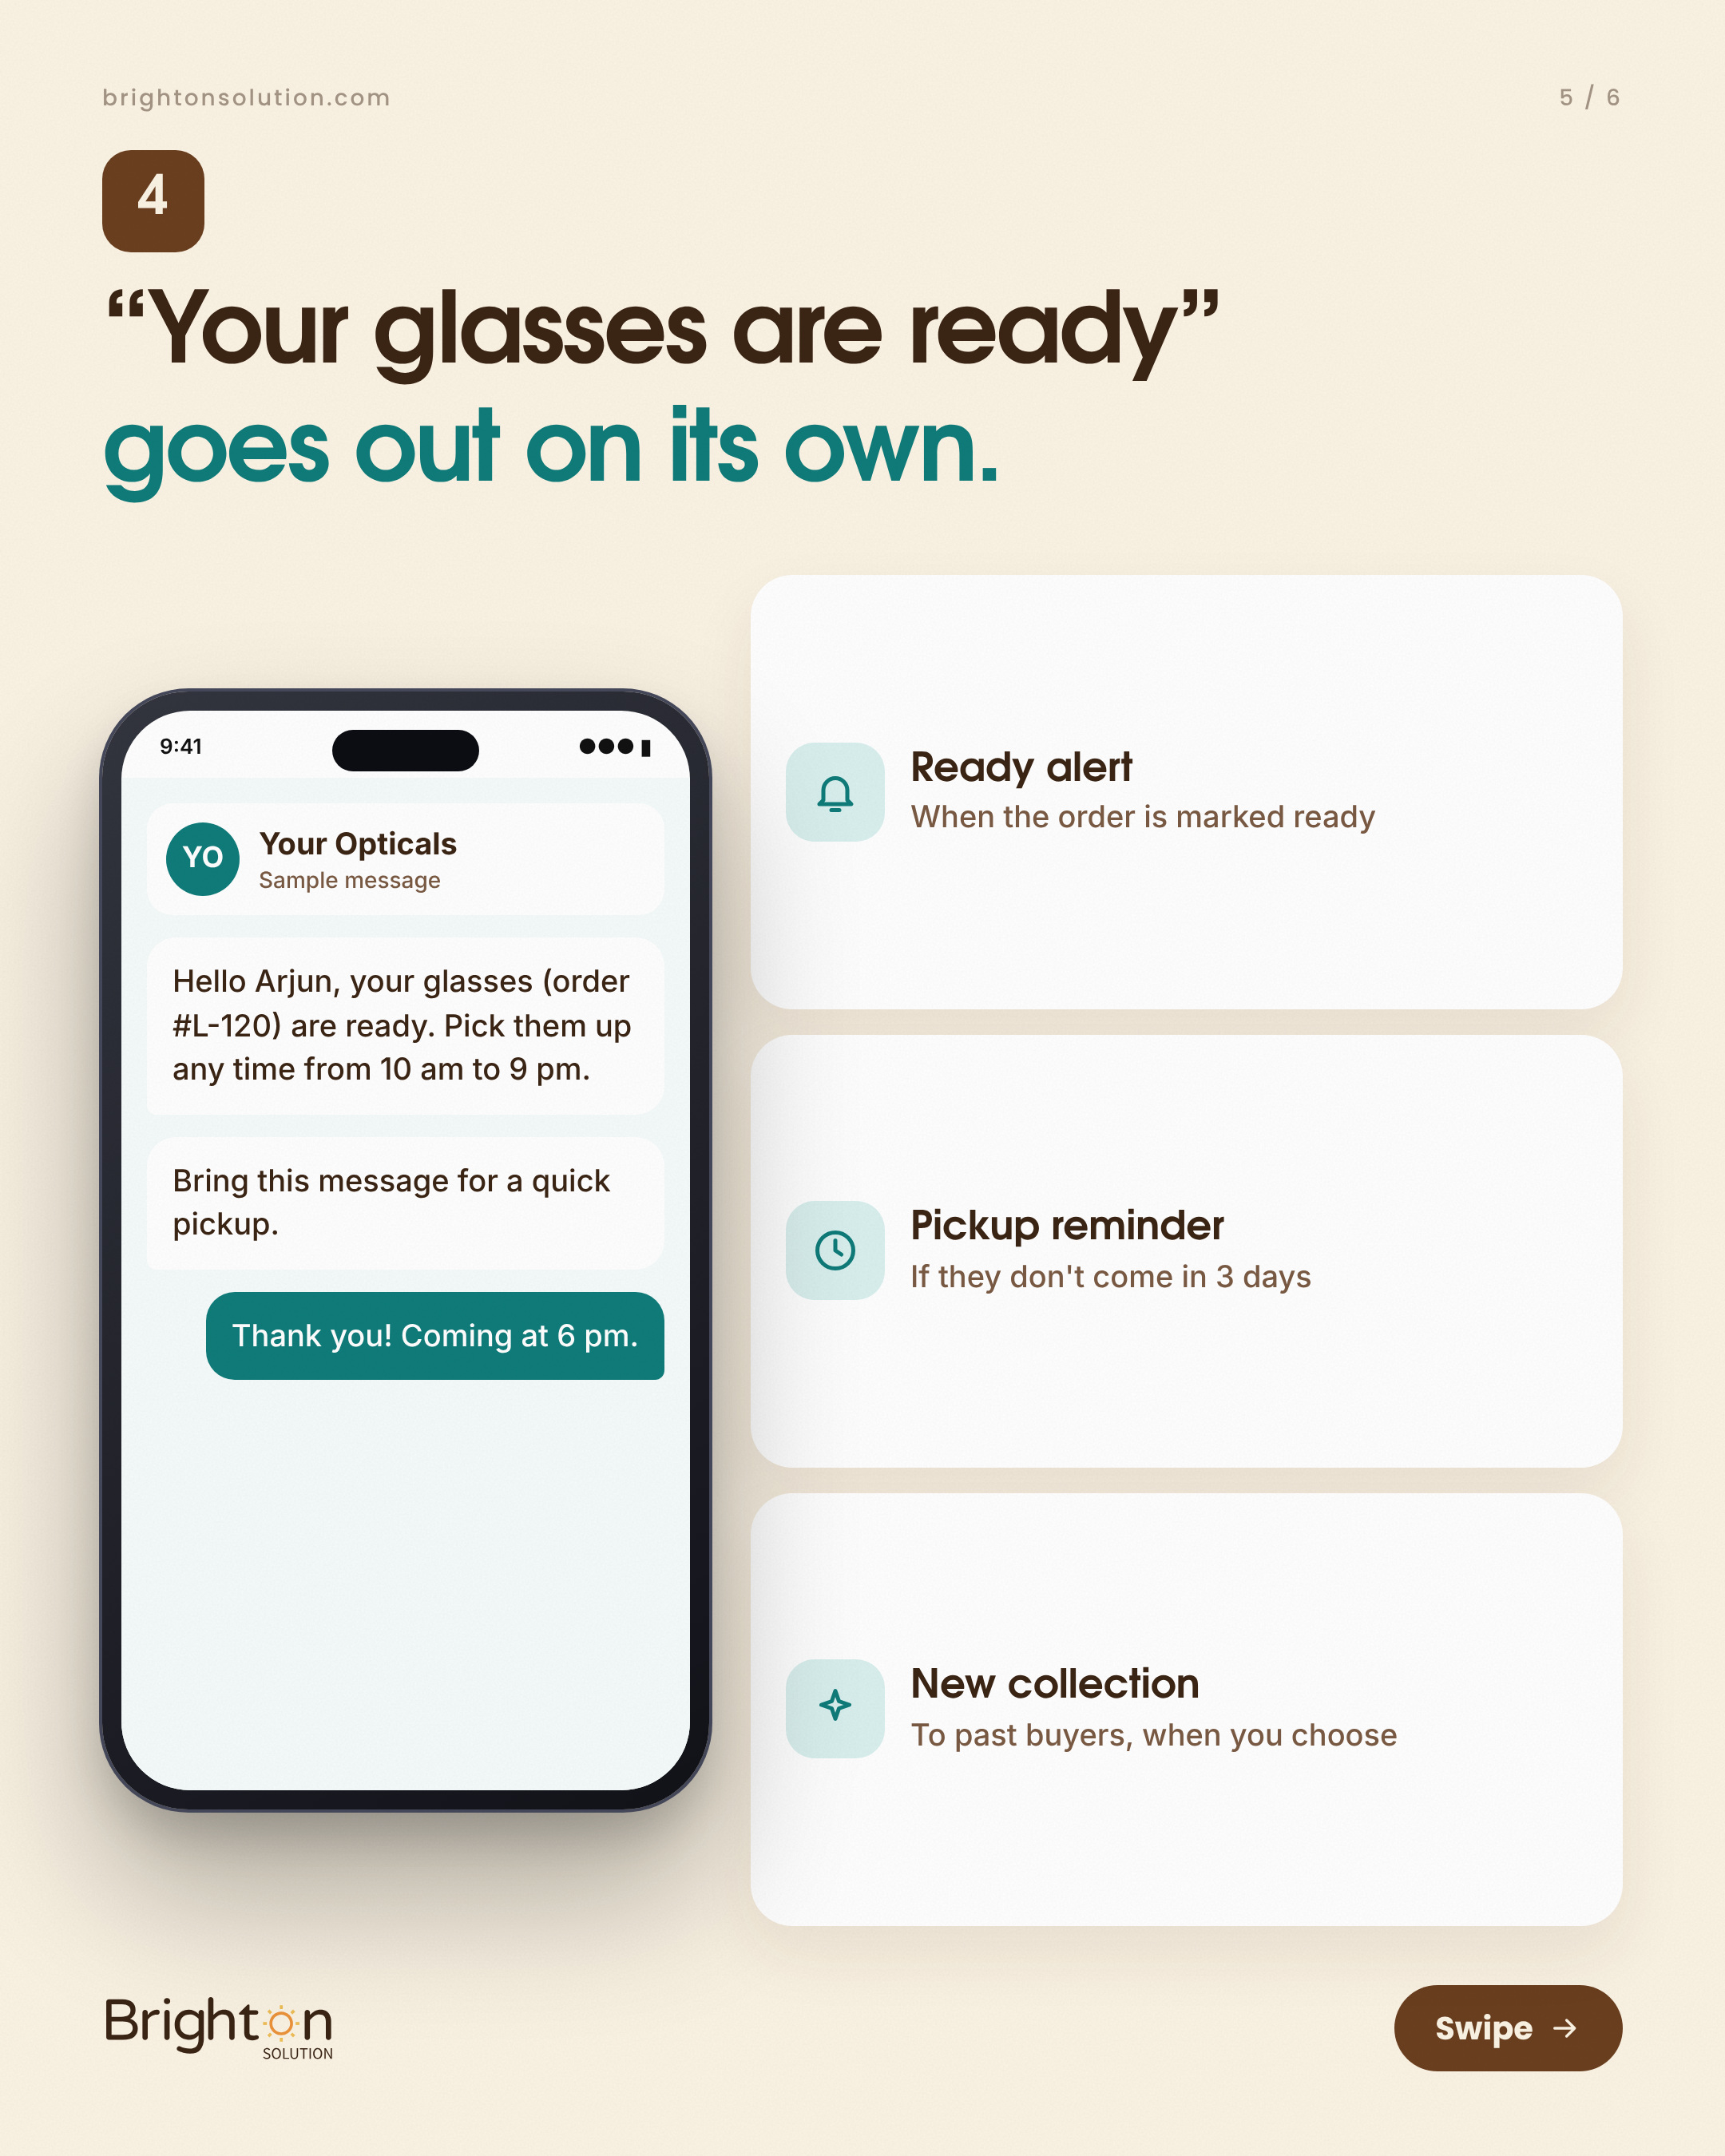 brightonsolution.com
5 / 6
4
“Your glasses are ready”
goes out on its own.
9:41
YO
Your Opticals
Sample message
Hello Arjun, your glasses (order
#L-120) are ready. Pick them up
any time from 10 am to 9 pm.
Bring this message for a quick
pickup.
Thank you! Coming at 6 pm.
Ready alert
When the order is marked ready
Pickup reminder
If they don't come in 3 days
New collection
To past buyers, when you choose
Brighton
SOLUTION
Swipe →